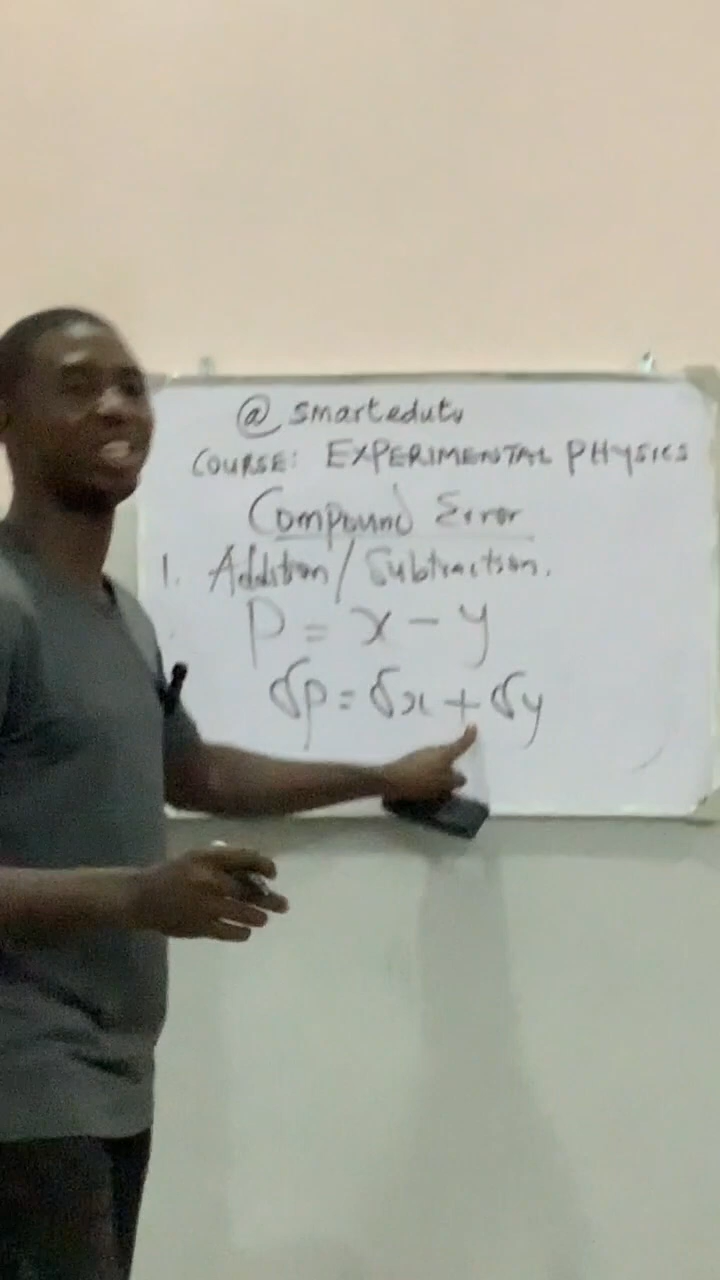 @ smartedutv
COURSE: EXPERIMENTAL PHYSICS
Compound Error
1. Addition / Subtraction.
P = x - y
δp = δx + δy